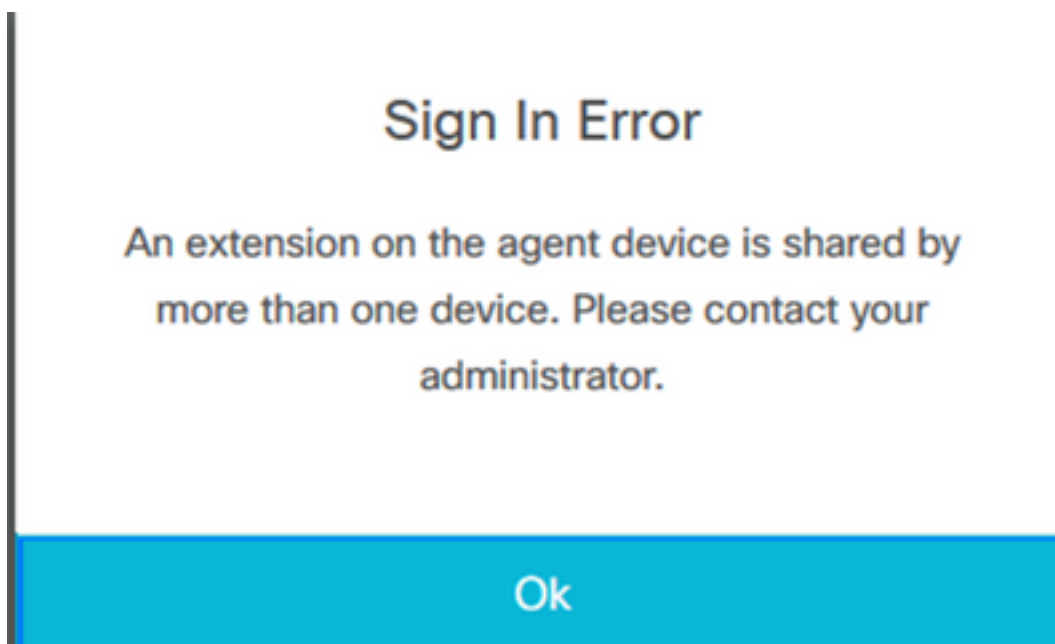 Sign In Error
An extension on the agent device is shared by
more than one device. Please contact your
administrator.
Ok